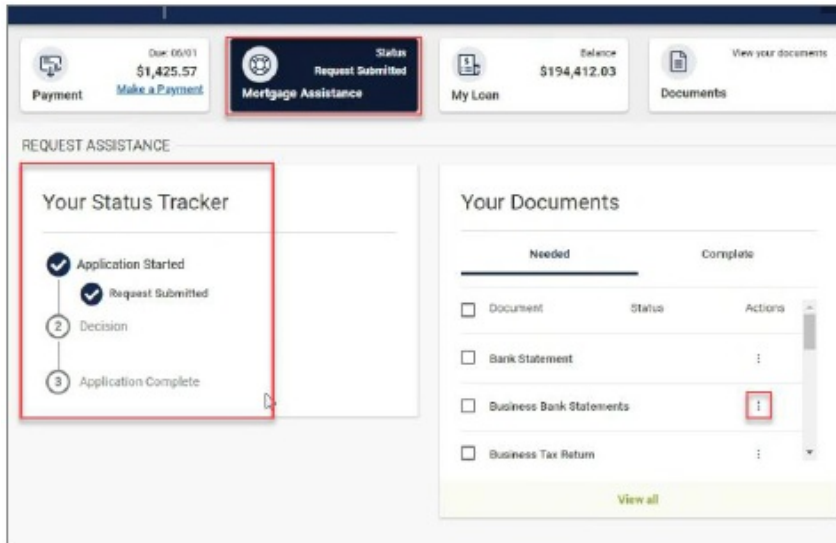 Due: 06/01
$1,425.57
Make a Payment
Payment
Status
Request Submitted
Mortgage Assistance
Balance
$194,412.03
My Loan
View your documents
Documents
REQUEST ASSISTANCE
Your Status Tracker
Application Started
Request Submitted
2 Decision
3 Application Complete
Your Documents
Needed Complete
Document Status Actions
Bank Statement
Business Bank Statements
Business Tax Return
View all